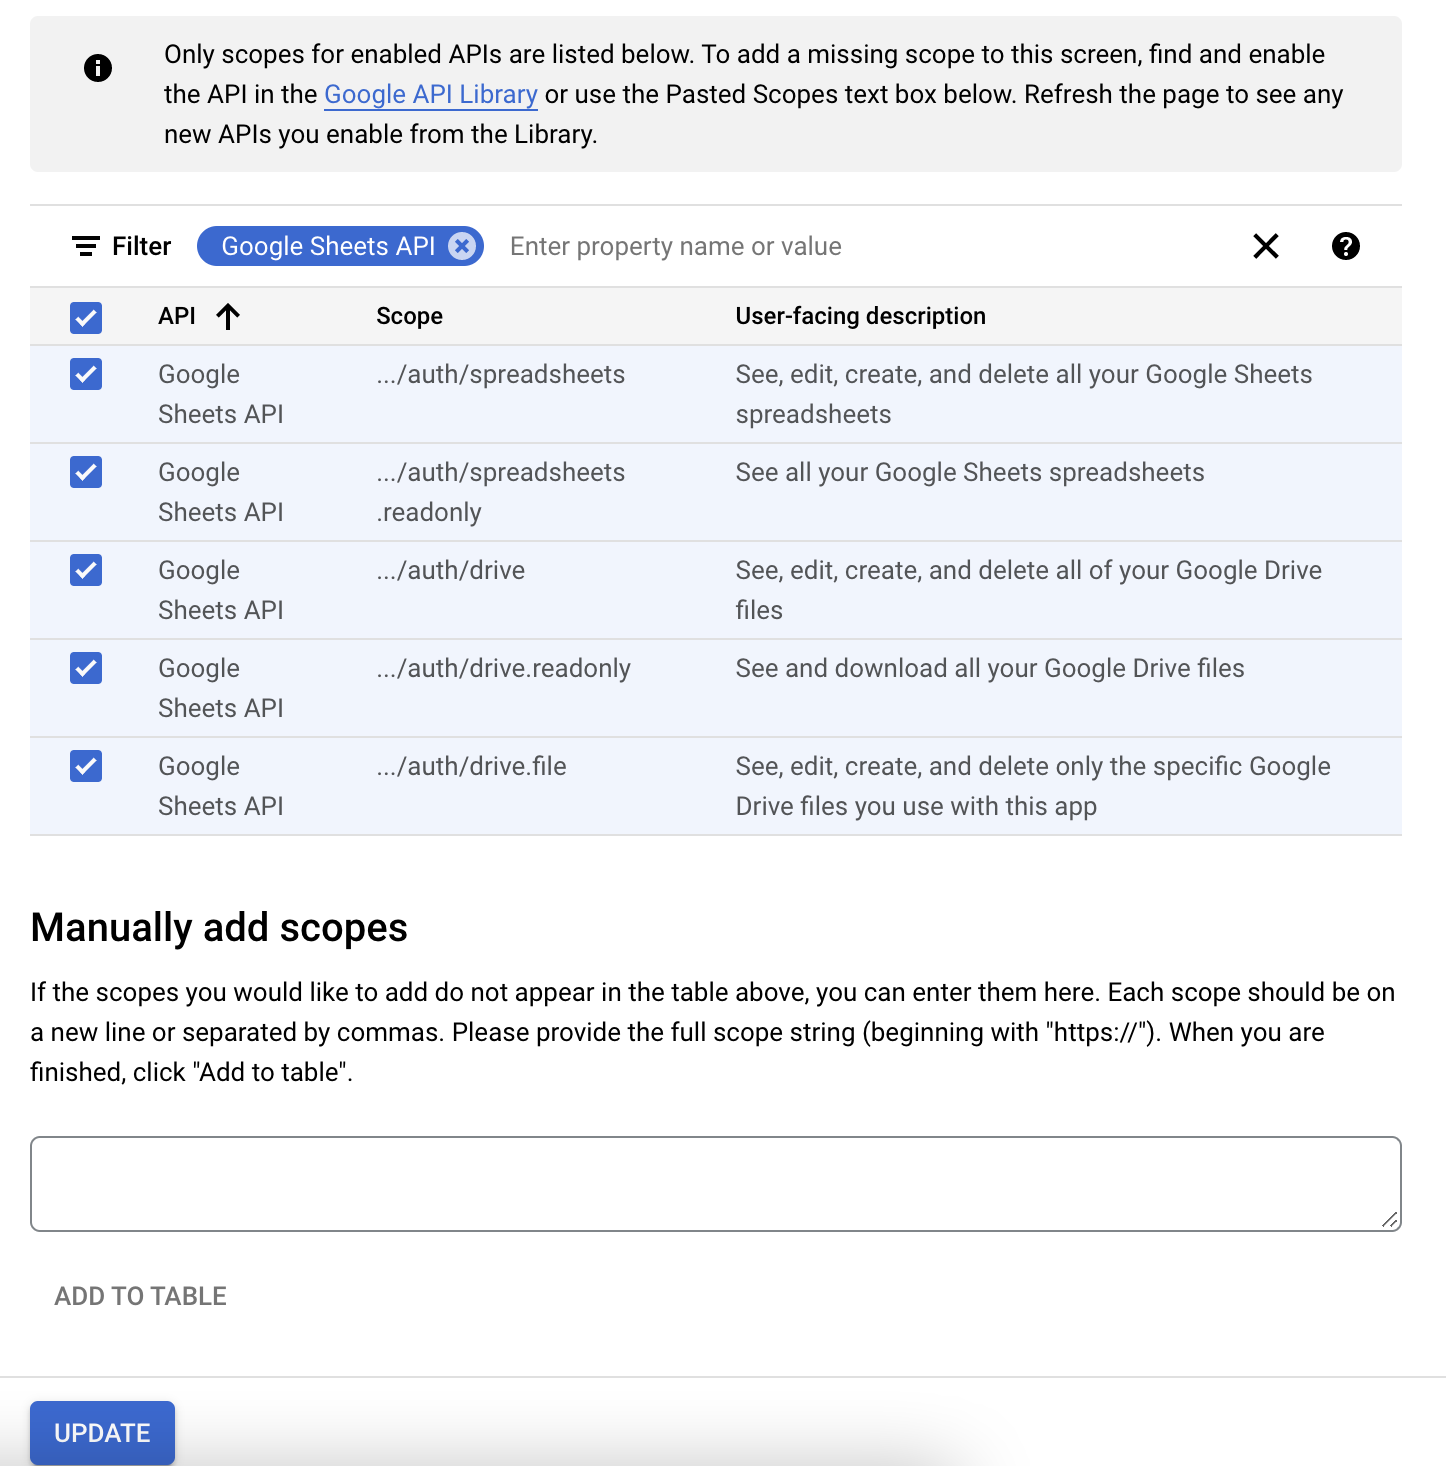 Only scopes for enabled APIs are listed below. To add a missing scope to this screen, find and enable
the API in the Google API Library or use the Pasted Scopes text box below. Refresh the page to see any
new APIs you enable from the Library.
Filter Google Sheets API Enter property name or value
API Scope User-facing description
Google .../auth/spreadsheets See, edit, create, and delete all your Google Sheets
Sheets API spreadsheets
Google .../auth/spreadsheets See all your Google Sheets spreadsheets
Sheets API .readonly
Google .../auth/drive See, edit, create, and delete all of your Google Drive
Sheets API files
Google .../auth/drive.readonly See and download all your Google Drive files
Sheets API
Google .../auth/drive.file See, edit, create, and delete only the specific Google
Sheets API Drive files you use with this app
Manually add scopes
If the scopes you would like to add do not appear in the table above, you can enter them here. Each scope should be on
a new line or separated by commas. Please provide the full scope string (beginning with "https://"). When you are
finished, click "Add to table".
ADD TO TABLE
UPDATE